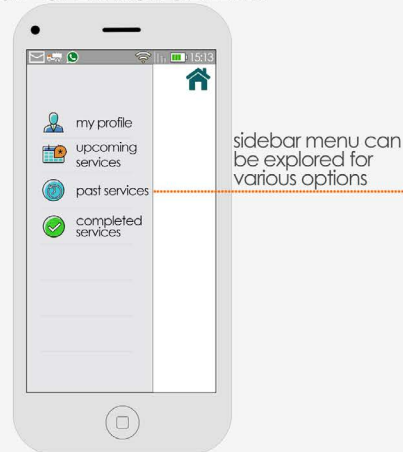 15:13
my profile
upcoming
services
past services
completed
services
sidebar menu can
be explored for
various options